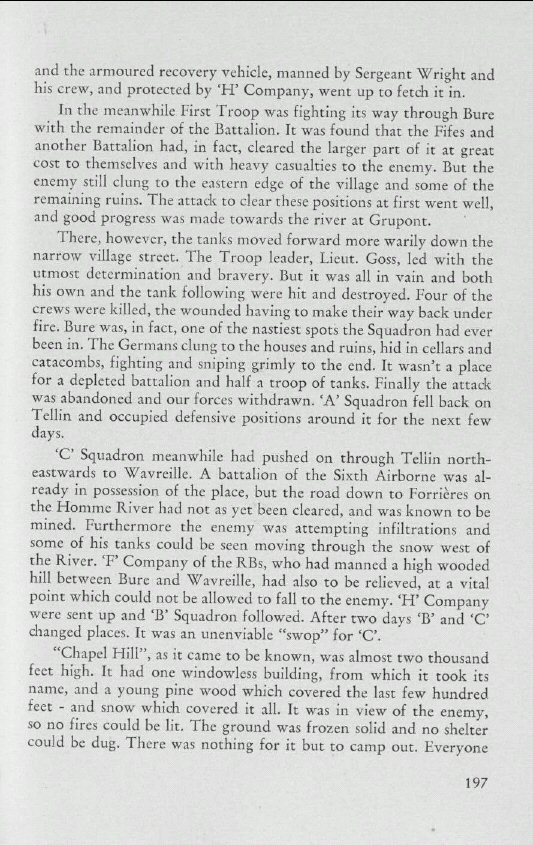 and the armoured recovery vehicle, manned by Sergeant Wright and
his crew, and protected by ‘H’ Company, went up to fetch it in.
In the meanwhile First Troop was fighting its way through Bure
with the remainder of the Battalion. It was found that the Fifes and
another Battalion had, in fact, cleared the larger part of it at great
cost to themselves and with heavy casualties to the enemy. But the
enemy still clung to the eastern edge of the village and some of the
remaining ruins. The attack to clear these positions at first went well,
and good progress was made towards the river at Grupont.
There, however, the tanks moved forward more warily down the
narrow village street. The Troop leader, Lieut. Goss, led with the
utmost determination and bravery. But it was all in vain and both
his own and the tank following were hit and destroyed. Four of the
crews were killed, the wounded having to make their way back under
fire. Bure was, in fact, one of the nastiest spots the Squadron had ever
been in. The Germans clung to the houses and ruins, hid in cellars and
catacombs, fighting and sniping grimly to the end. It wasn’t a place
for a depleted battalion and half a troop of tanks. Finally the attack
was abandoned and our forces withdrawn. ‘A’ Squadron fell back on
Tellin and occupied defensive positions around it for the next few
days.
‘C’ Squadron meanwhile had pushed on through Tellin north-
eastwards to Wavreille. A battalion of the Sixth Airborne was al-
ready in possession of the place, but the road down to Forrières on
the Homme River had not as yet been cleared, and was known to be
mined. Furthermore the enemy was attempting infiltrations and
some of his tanks could be seen moving through the snow west of
the River. ‘F’ Company of the RBs, who had manned a high wooded
hill between Bure and Wavreille, had also to be relieved, at a vital
point which could not be allowed to fall to the enemy. ‘H’ Company
were sent up and ‘B’ Squadron followed. After two days ‘B’ and ‘C’
changed places. It was an unenviable “swop” for ‘C’.
“Chapel Hill”, as it came to be known, was almost two thousand
feet high. It had one windowless building, from which it took its
name, and a young pine wood which covered the last few hundred
feet - and snow which covered it all. It was in view of the enemy,
so no fires could be lit. The ground was frozen solid and no shelter
could be dug. There was nothing for it but to camp out. Everyone
197